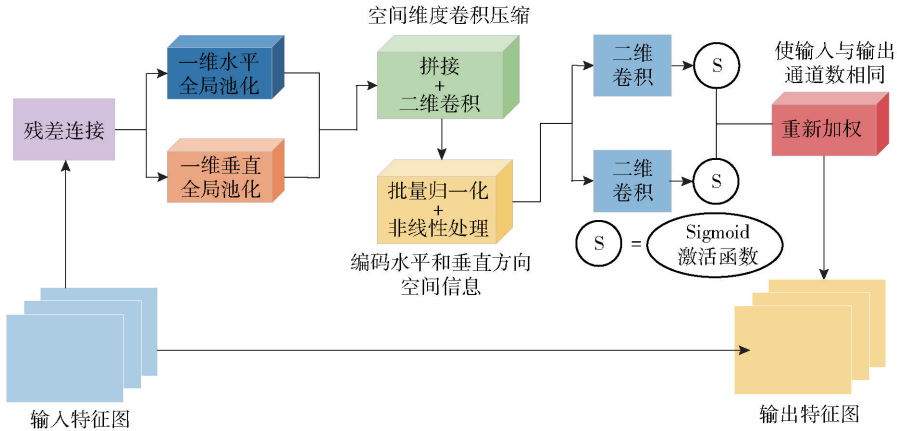 空间维度卷积压缩
一维水平
全局池化
残差连接
一维垂直
全局池化
拼接
+
二维卷积
批量归一化
+
非线性处理
编码水平和垂直方向
空间信息
二维
卷积
S
二维
卷积
S
使输入与输出
通道数相同
重新加权
S
=
Sigmoid
激活函数
输入特征图
输出特征图